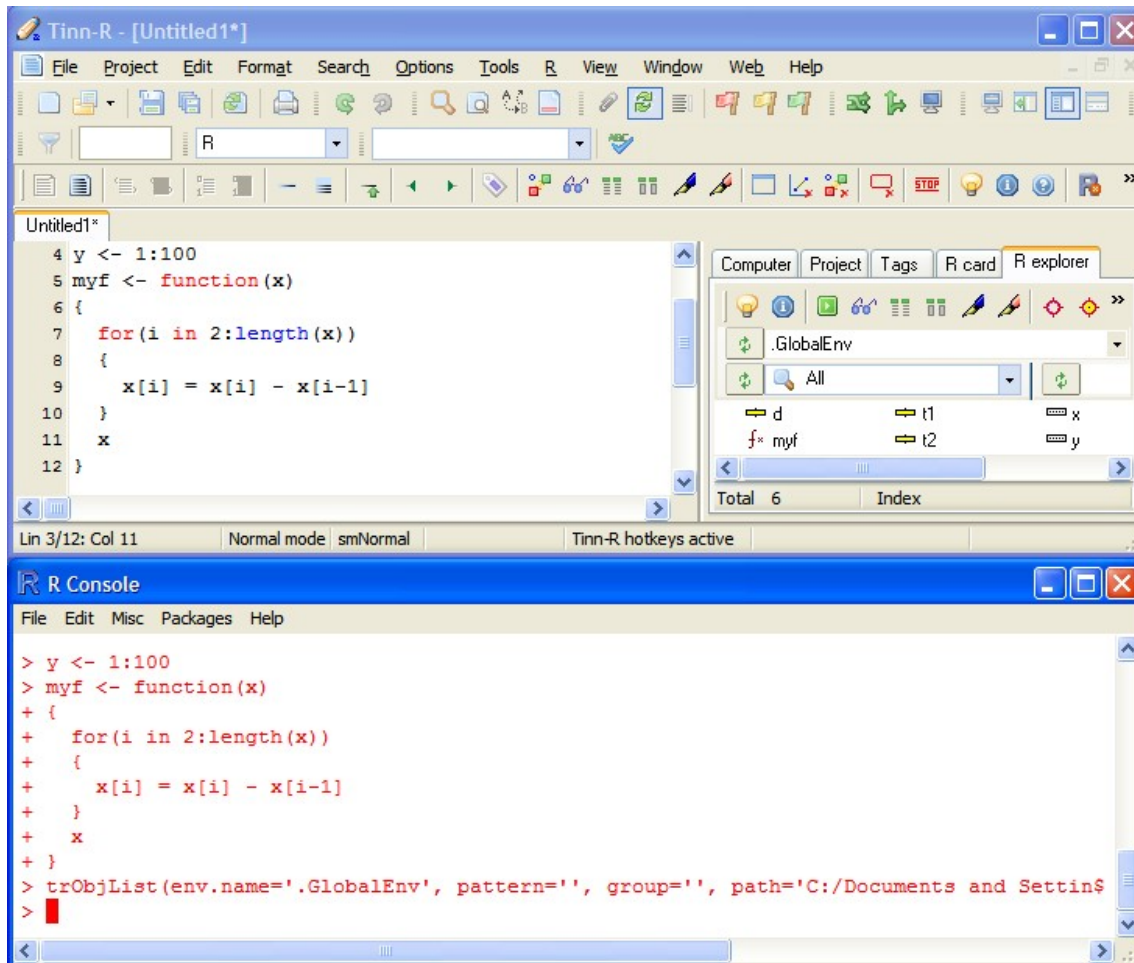 Tinn-R - [Untitled1*]
File Project Edit Format Search Options Tools R View Window Web Help
R
ABC
STOP
Untitled1*
4 y <- 1:100
5 myf <- function(x)
6 {
7 for(i in 2:length(x))
8 {
9 x[i] = x[i] - x[i-1]
10 }
11 x
12 }
Computer Project Tags R card R explorer
.GlobalEnv
All
d t1 x
myf t2 y
Total 6 Index
Lin 3/12: Col 11 Normal mode smNormal Tinn-R hotkeys active
R Console
File Edit Misc Packages Help
> y <- 1:100
> myf <- function(x)
+ {
+ for(i in 2:length(x))
+ {
+ x[i] = x[i] - x[i-1]
+ }
+ x
+ }
> trObjList(env.name='.GlobalEnv', pattern='', group='', path='C:/Documents and Settin$
>